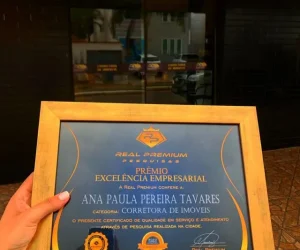 REAL PREMIUM
PESQUISAS
PRÊMIO
EXCELÊNCIA EMPRESARIAL
A REAL PREMIUM CONFERE A
ANA PAULA PEREIRA TAVARES
CATEGORIA: CORRETORA DE IMÓVEIS
O PRESENTE CERTIFICADO DE QUALIDADE EM SERVIÇO E ATENDIMENTO,
ATRAVÉS DE PESQUISA REALIZADA NA CIDADE.